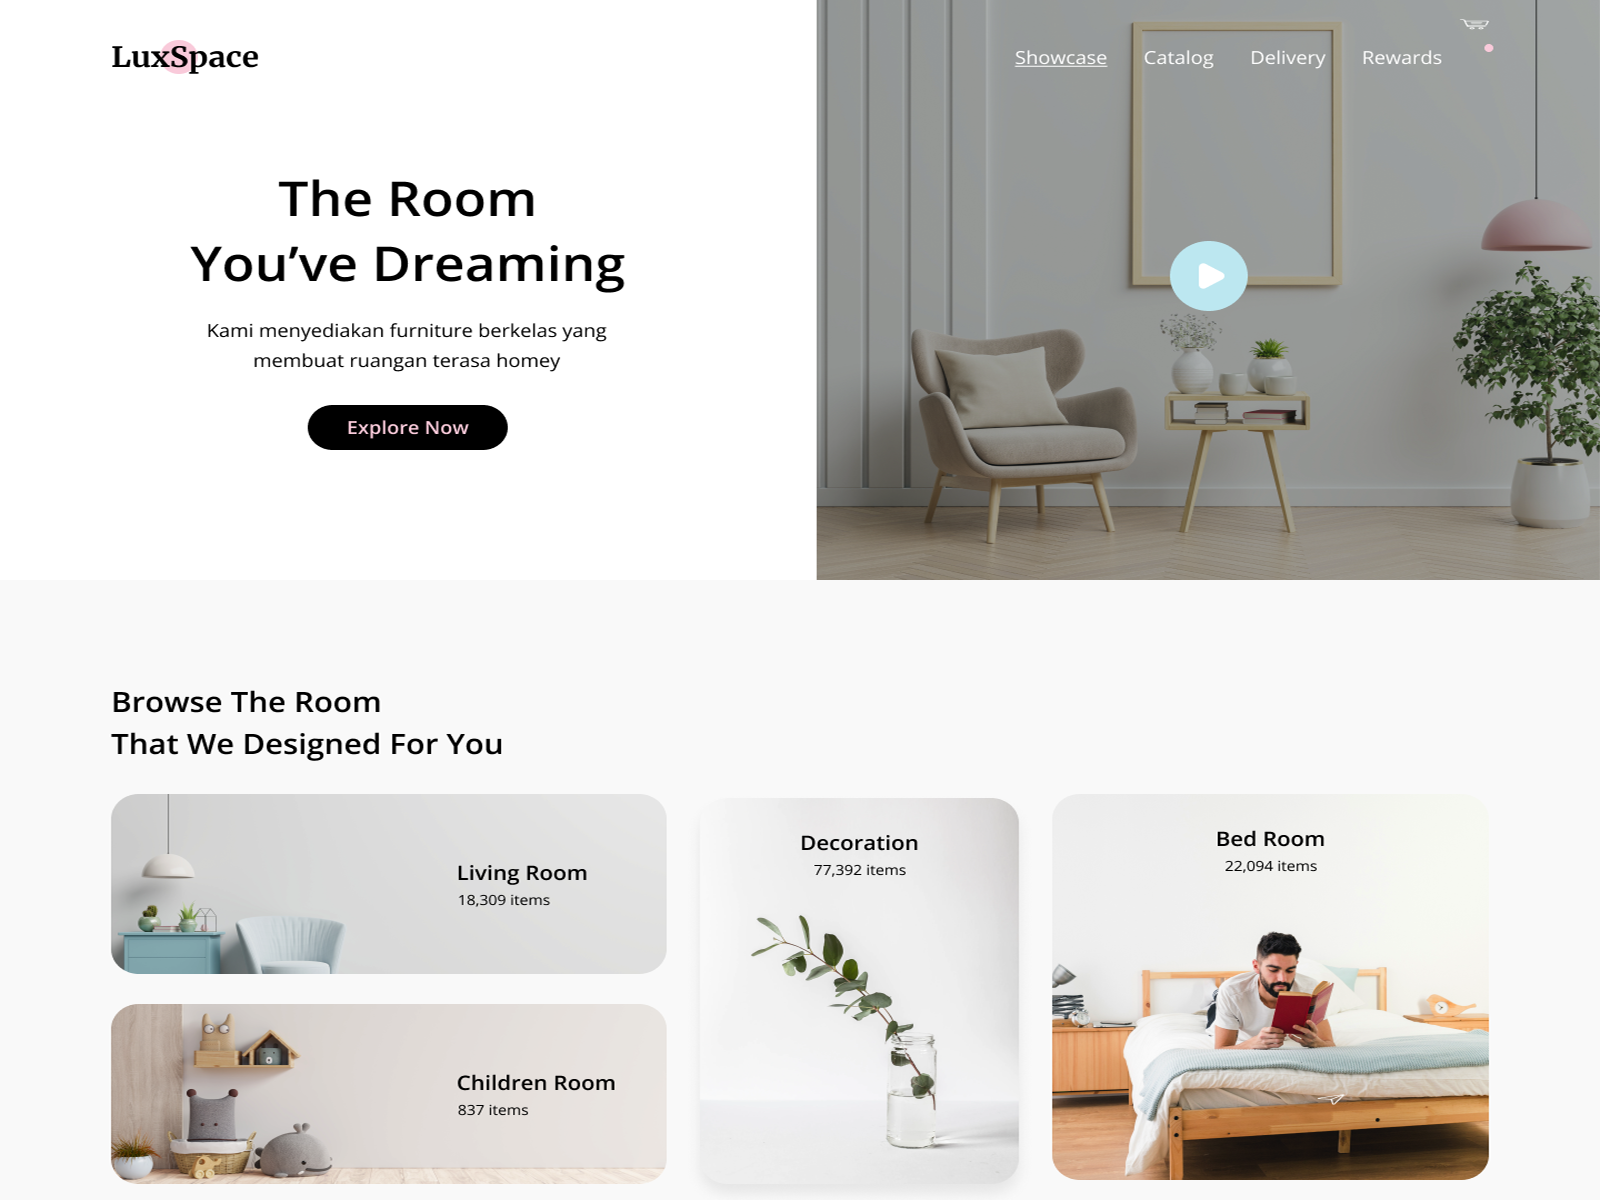 LuxSpace
Showcase Catalog Delivery Rewards
The Room
You’ve Dreaming
Kami menyediakan furniture berkelas yang
membuat ruangan terasa homey
Explore Now
Browse The Room
That We Designed For You
Living Room
18,309 items
Decoration
77,392 items
Bed Room
22,094 items
Children Room
837 items